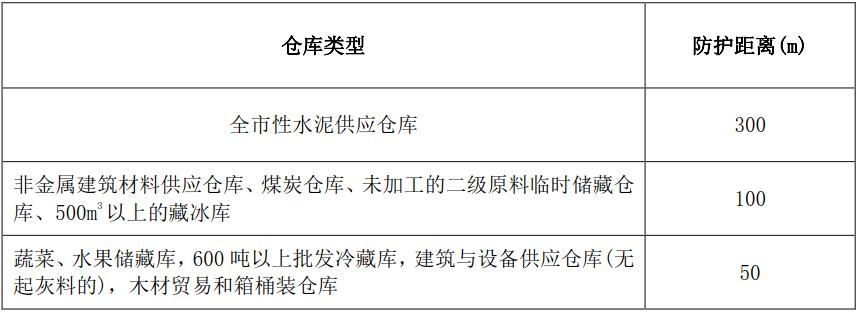 仓库类型 防护距离(m)
全市性水泥供应仓库 300
非金属建筑材料供应仓库、煤炭仓库、未加工的二级原料临时储藏仓
库、500m³以上的藏冰库 100
蔬菜、水果储藏库，600 吨以上批发冷藏库，建筑与设备供应仓库(无
起灰料的)，木材贸易和箱桶装仓库 50